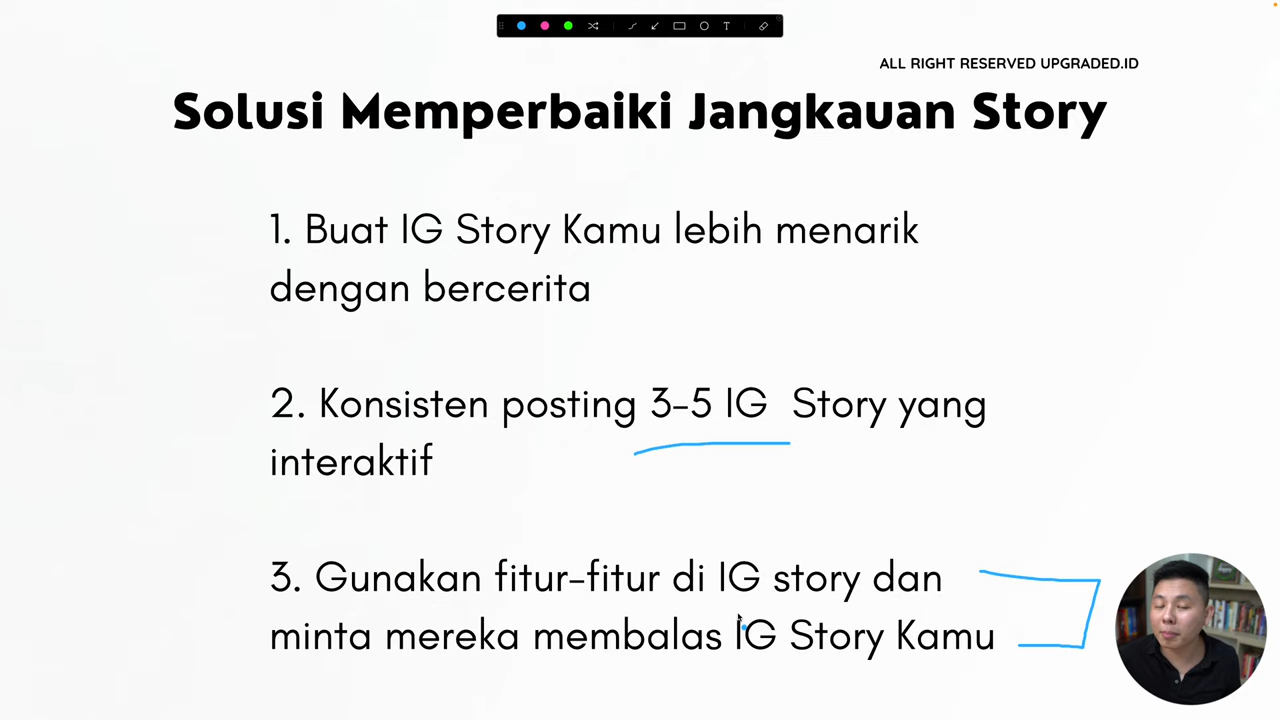 ALL RIGHT RESERVED UPGRADED.ID
Solusi Memperbaiki Jangkauan Story
1. Buat IG Story Kamu lebih menarik
dengan bercerita
2. Konsisten posting 3-5 IG Story yang
interaktif
3. Gunakan fitur-fitur di IG story dan
minta mereka membalas IG Story Kamu